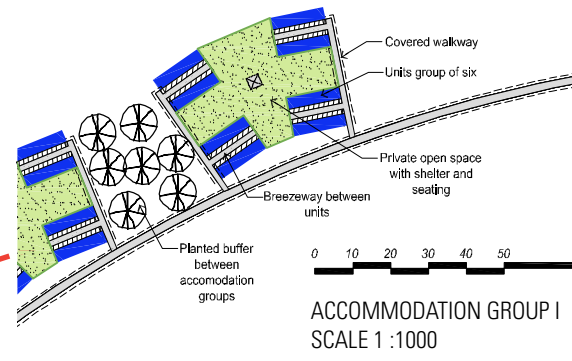 Covered walkway
Units group of six
Private open space
with shelter and
seating
Breezeway between
units
Planted buffer
between
accomodation
groups
0 10 20 30 40 50
ACCOMMODATION GROUP I
SCALE 1 :1000